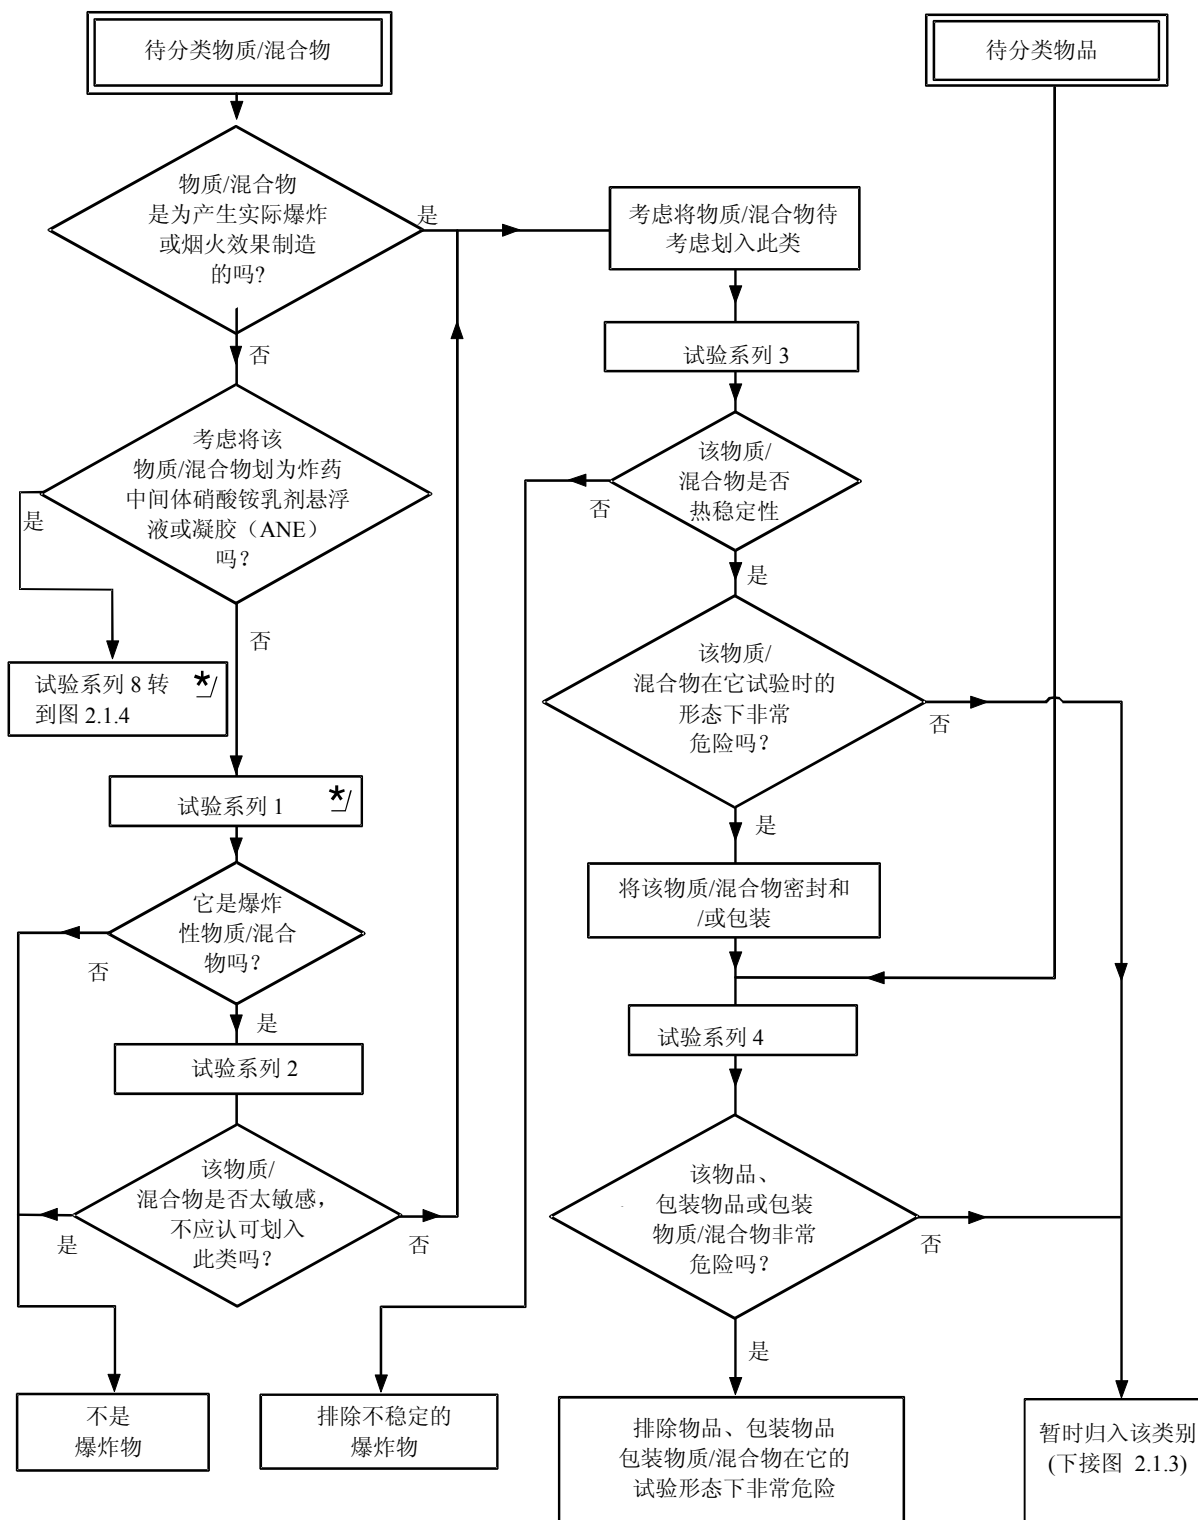 待分类物质/混合物
待分类物品
物质/混合物
是为产生实际爆炸
或烟火效果制造
的吗?
是
考虑将物质/混合物待
考虑划入此类
否
试验系列 3
考虑将该
物质/混合物划为炸药
中间体硝酸铵乳剂悬浮
液或凝胶（ANE）
吗?
是
该物质/
混合物是否
热稳定性
否
是
否
试验系列 8 转
到图 2.1.4
*/
该物质/
混合物在它试验时的
形态下非常
危险吗?
否
试验系列 1
*/
是
将该物质/混合物密封和
/或包装
它是爆炸
性物质/混合
物吗?
否
是
试验系列 4
试验系列 2
该物质/
混合物是否太敏感，
不应认可划入
此类吗?
是
否
该物品、
包装物品或包装
物质/混合物非常
危险吗?
否
是
不是
爆炸物
排除不稳定的
爆炸物
排除物品、包装物品
包装物质/混合物在它的
试验形态下非常危险
暂时归入该类别
(下接图 2.1.3)